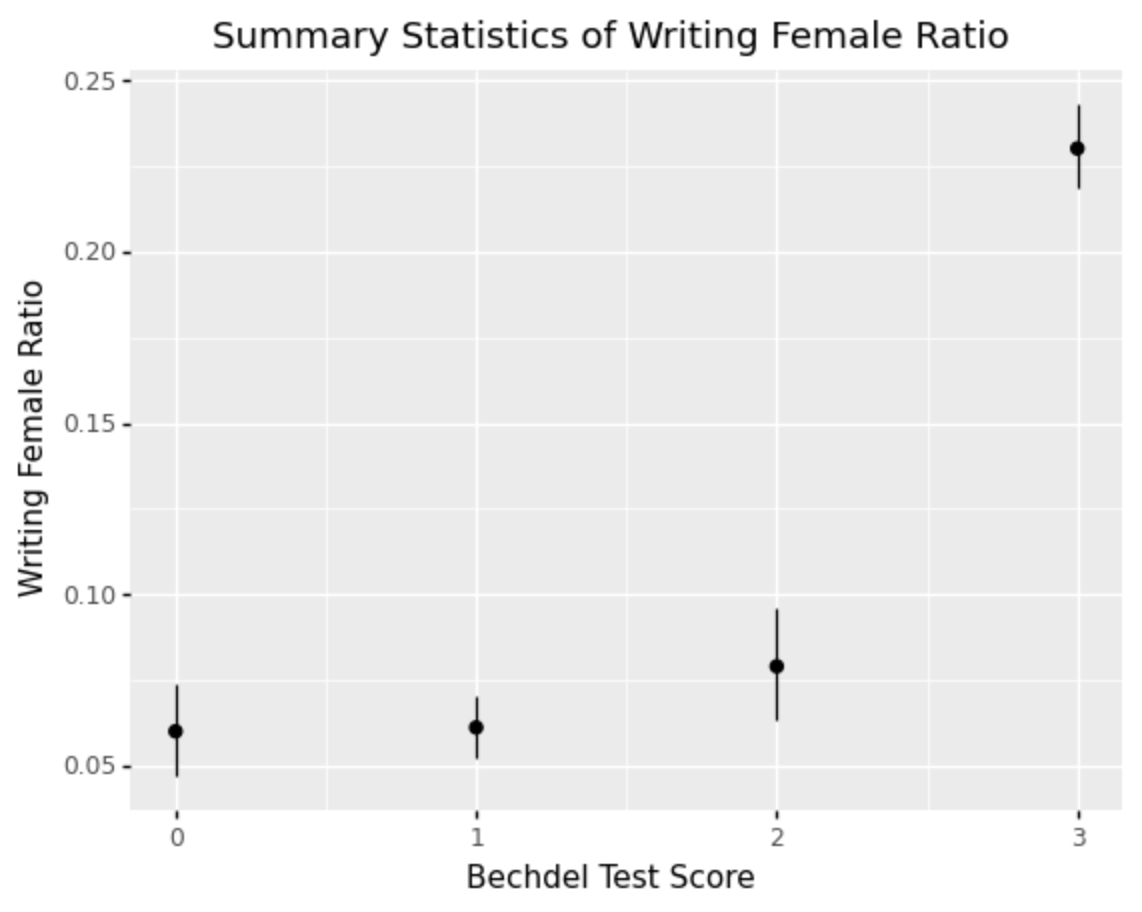 Summary Statistics of Writing Female Ratio
0.25
0.20
0.15
0.10
0.05
Writing Female Ratio
0 1 2 3
Bechdel Test Score